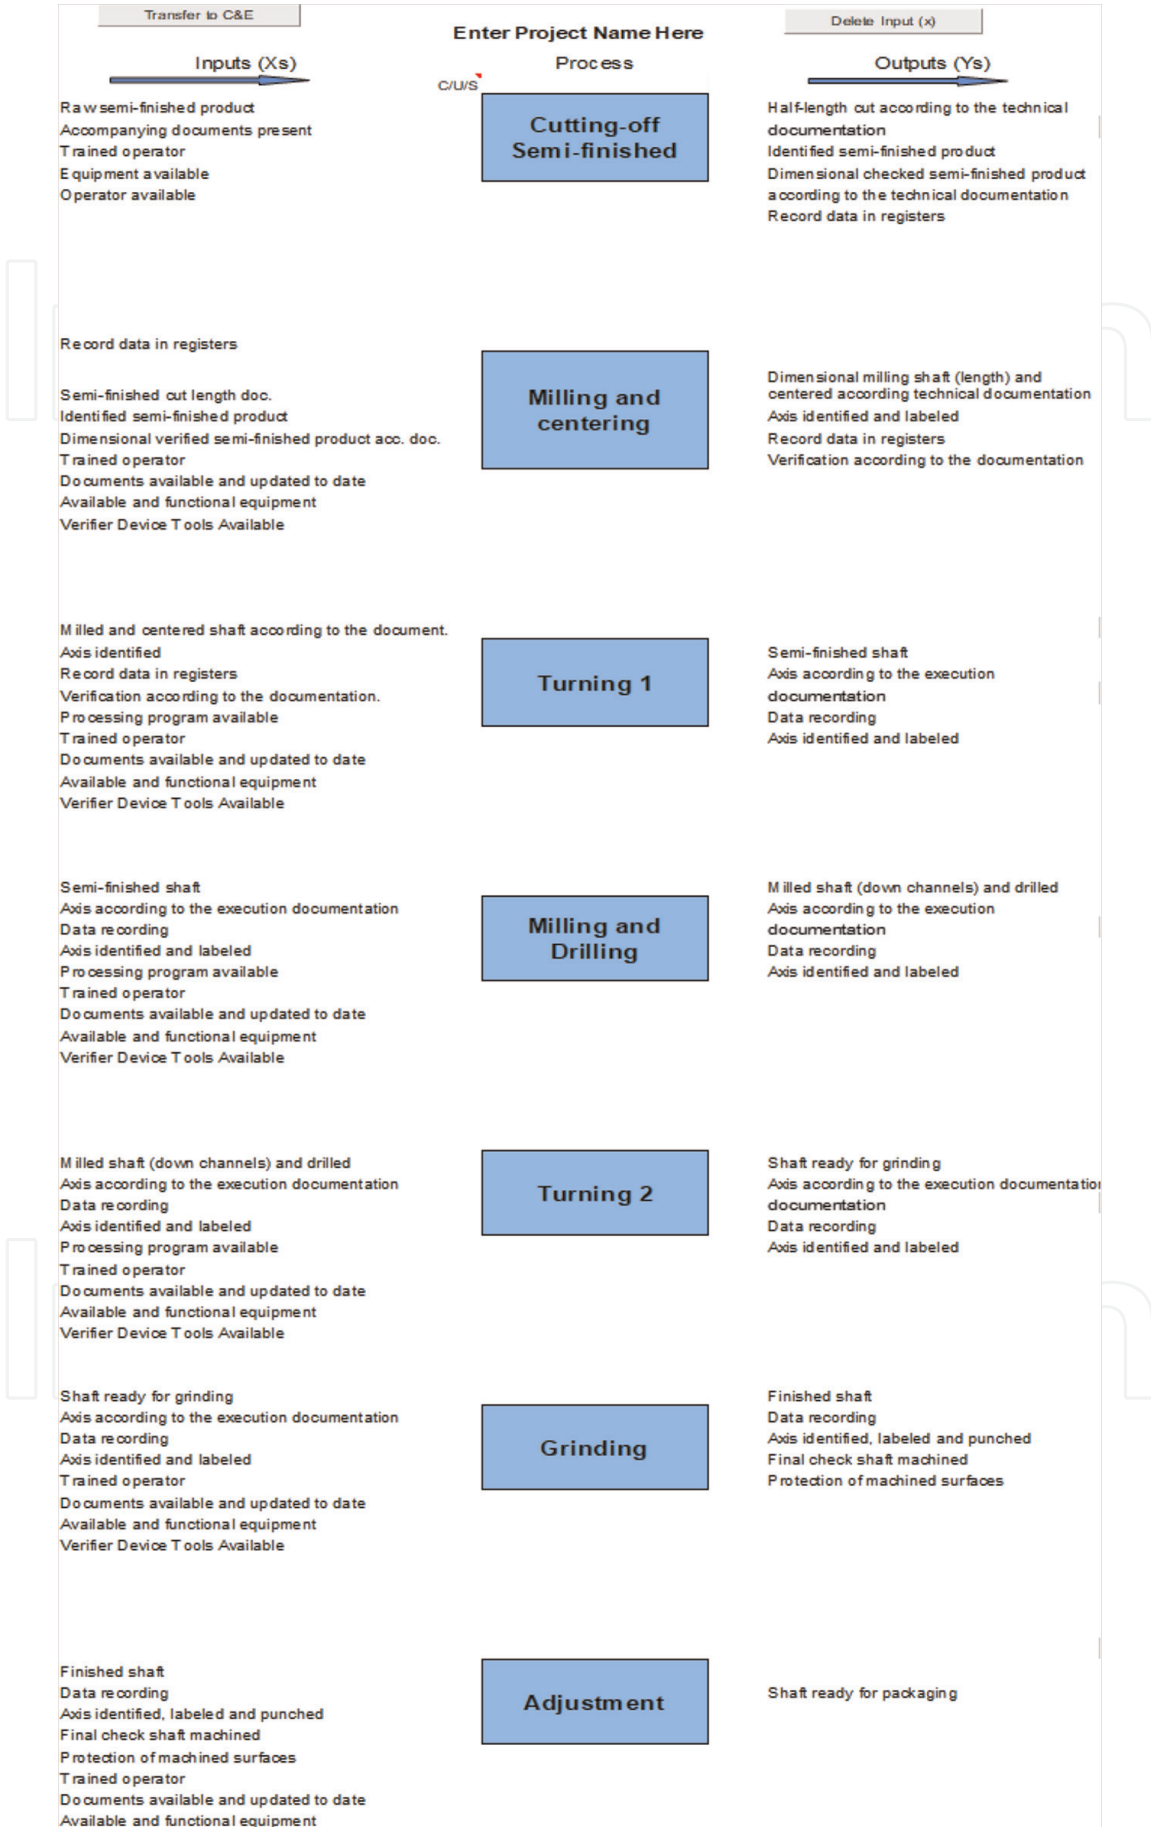 Transfer to C&E
Enter Project Name Here
Delete Input (x)
Inputs (Xs)
Process
Outputs (Ys)
C/U/S
Raw semi-finished product
Accompanying documents present
Trained operator
Equipment available
Operator available
Cutting-off
Semi-finished
Half-length cut according to the technical
documentation
Identified semi-finished product
Dimensional checked semi-finished product
according to the technical documentation
Record data in registers
Record data in registers
Semi-finished cut length doc.
Identified semi-finished product
Dimensional verified semi-finished product acc. doc.
Trained operator
Documents available and updated to date
Available and functional equipment
Verifier Device Tools Available
Milling and
centering
Dimensional milling shaft (length) and
centered according technical documentation
Axis identified and labeled
Record data in registers
Verification according to the documentation
Milled and centered shaft according to the document.
Axis identified
Record data in registers
Verification according to the documentation.
Processing program available
Trained operator
Documents available and updated to date
Available and functional equipment
Verifier Device Tools Available
Turning 1
Semi-finished shaft
Axis according to the execution
documentation
Data recording
Axis identified and labeled
Semi-finished shaft
Axis according to the execution documentation
Data recording
Axis identified and labeled
Processing program available
Trained operator
Documents available and updated to date
Available and functional equipment
Verifier Device Tools Available
Milling and
Drilling
Milled shaft (down channels) and drilled
Axis according to the execution
documentation
Data recording
Axis identified and labeled
Milled shaft (down channels) and drilled
Axis according to the execution documentation
Data recording
Axis identified and labeled
Processing program available
Trained operator
Documents available and updated to date
Available and functional equipment
Verifier Device Tools Available
Turning 2
Shaft ready for grinding
Axis according to the execution documentation
documentation
Data recording
Axis identified and labeled
Shaft ready for grinding
Axis according to the execution documentation
Data recording
Axis identified and labeled
Trained operator
Documents available and updated to date
Available and functional equipment
Verifier Device Tools Available
Grinding
Finished shaft
Data recording
Axis identified, labeled and punched
Final check shaft machined
Protection of machined surfaces
Finished shaft
Data recording
Axis identified, labeled and punched
Final check shaft machined
Protection of machined surfaces
Trained operator
Documents available and updated to date
Available and functional equipment
Adjustment
Shaft ready for packaging